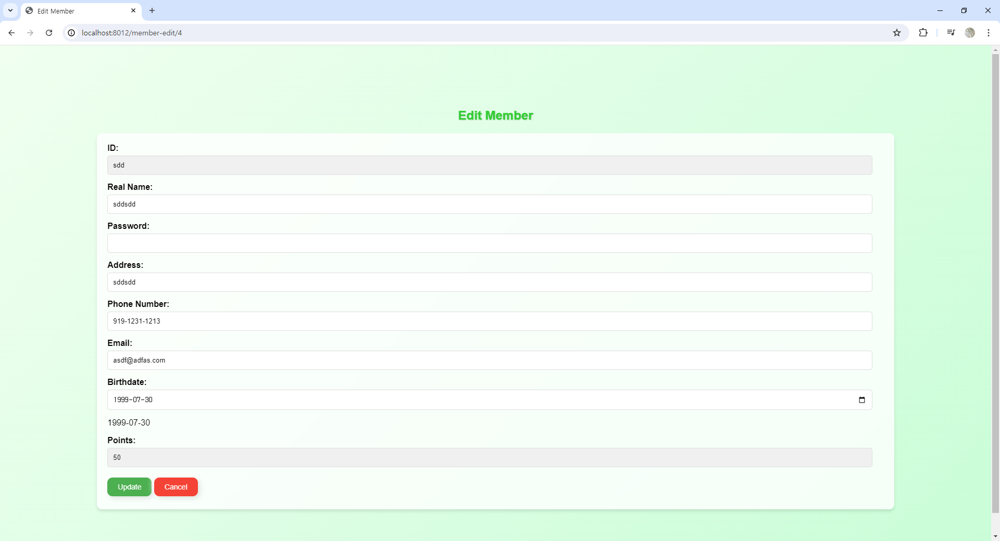 Edit Member
localhost:8012/member-edit/4
Edit Member
ID:
sdd
Real Name:
sddsdd
Password:
Address:
sddsdd
Phone Number:
919-1231-1213
Email:
asdf@adfas.com
Birthdate:
1999-07-30
1999-07-30
Points:
50
Update Cancel